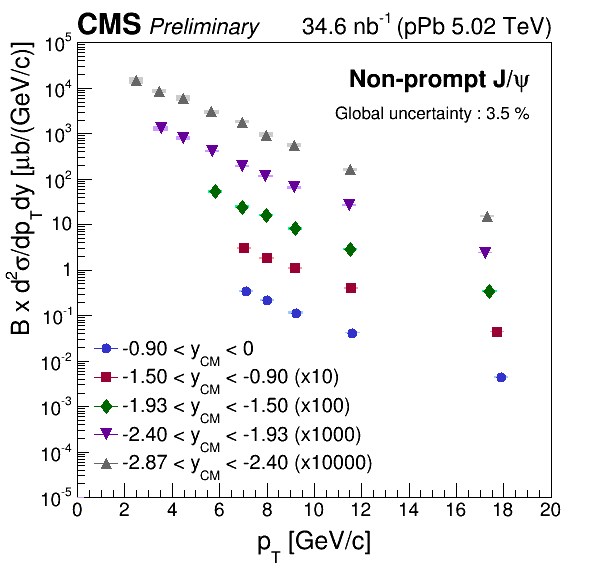 CMS Preliminary 34.6 nb⁻¹ (pPb 5.02 TeV)
Non-prompt J/ψ
Global uncertainty : 3.5 %
B x d²σ/dp_T dy [μb/(GeV/c)]
10⁵
10⁴
10³
10²
10
1
10⁻¹
10⁻²
10⁻³
10⁻⁴
10⁻⁵
-0.90 < y_CM < 0
-1.50 < y_CM < -0.90 (x10)
-1.93 < y_CM < -1.50 (x100)
-2.40 < y_CM < -1.93 (x1000)
-2.87 < y_CM < -2.40 (x10000)
0 2 4 6 8 10 12 14 16 18 20
p_T [GeV/c]